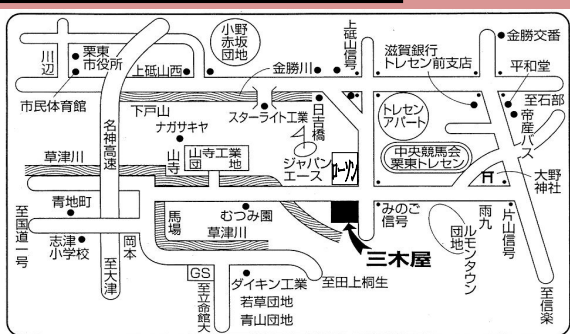 川辺
栗東
市役所
市民体育館
上砥山西
小野
赤坂
団地
金勝川
上砥山信号
滋賀銀行
トレセン前支店
金勝交番
平和堂
至石部
帝産バス
下戸山
ナガサキヤ
スターライト工業
日吉橋
トレセン
アパート
中央競馬会
栗東トレセン
名神高速
草津川
山寺
山寺工業
団地
ジャパン
エース
ローソン
大野
神社
青地町
至国道一号
志津
小学校
岡本
至大津
馬場
むつみ園
草津川
みのご
信号
三木屋
ルモンタウン
団地
雨丸
片山信号
至信楽
GS
至立命館大
ダイキン工業
若草団地
青山団地
至田上桐生